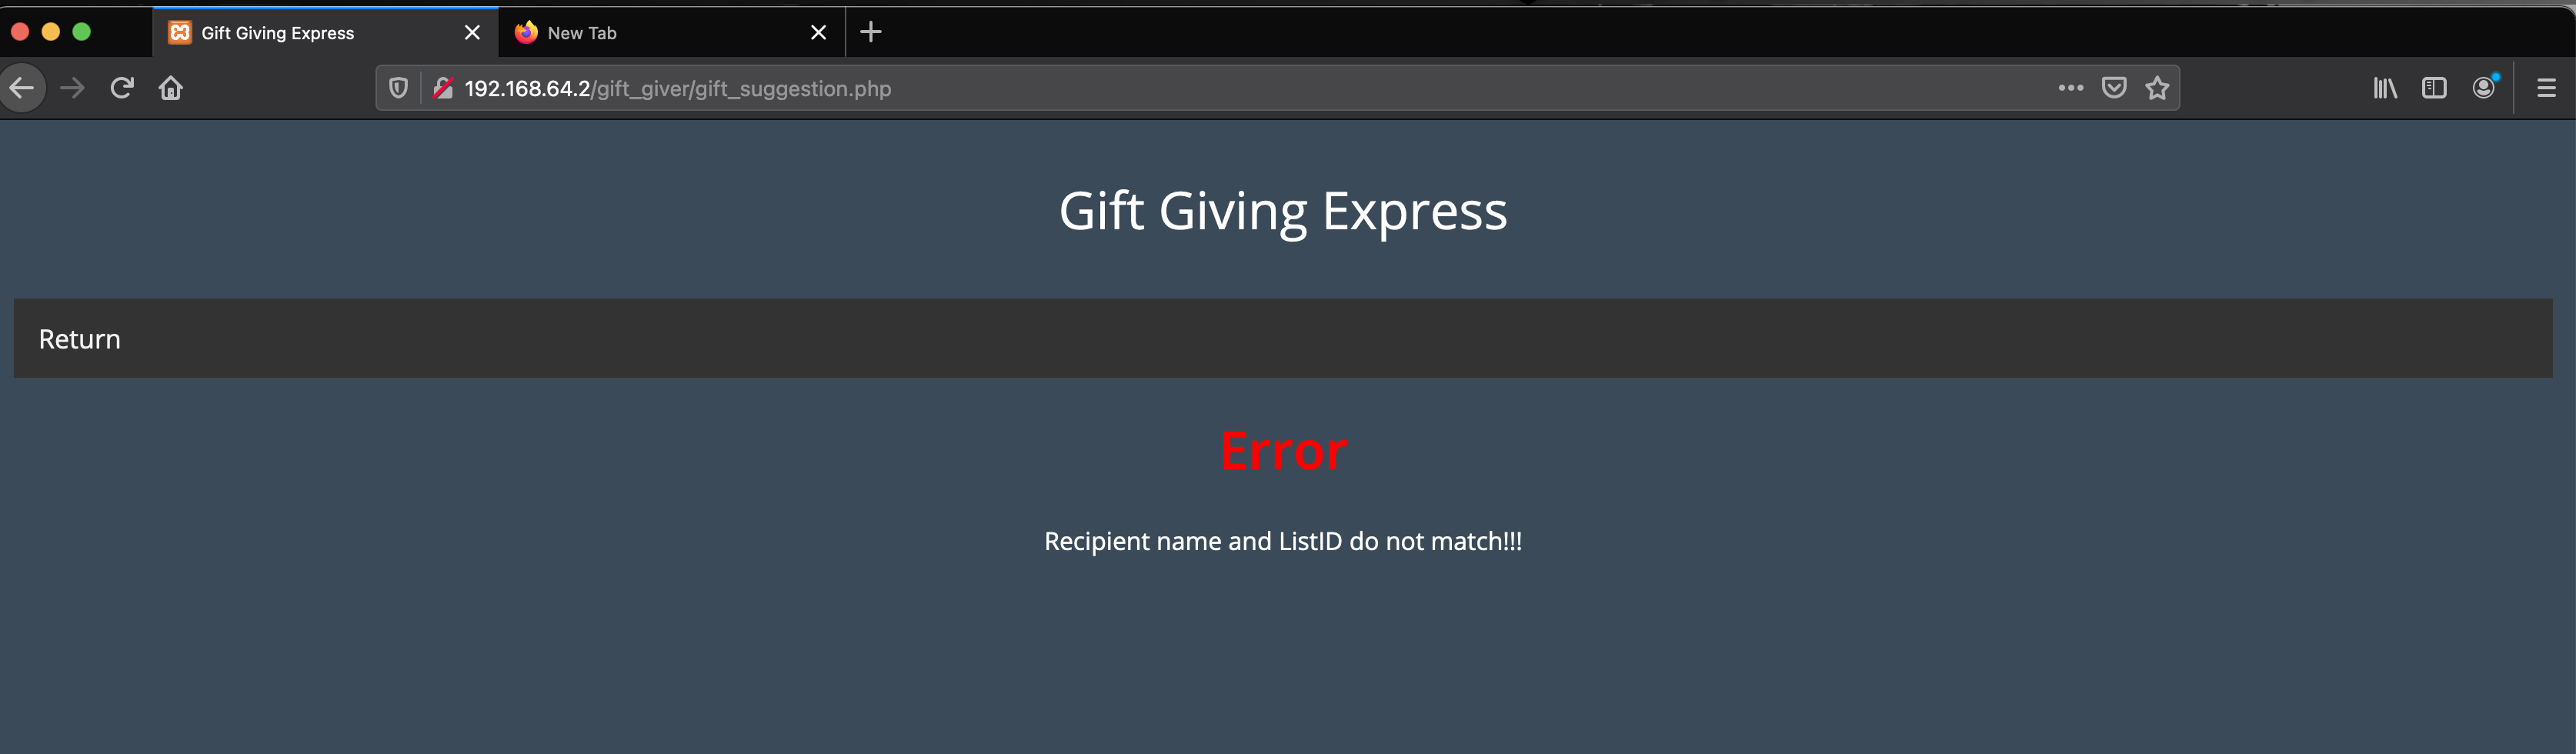 Gift Giving Express
New Tab
192.168.64.2/gift_giver/gift_suggestion.php
Gift Giving Express
Return
Error
Recipient name and ListID do not match!!!